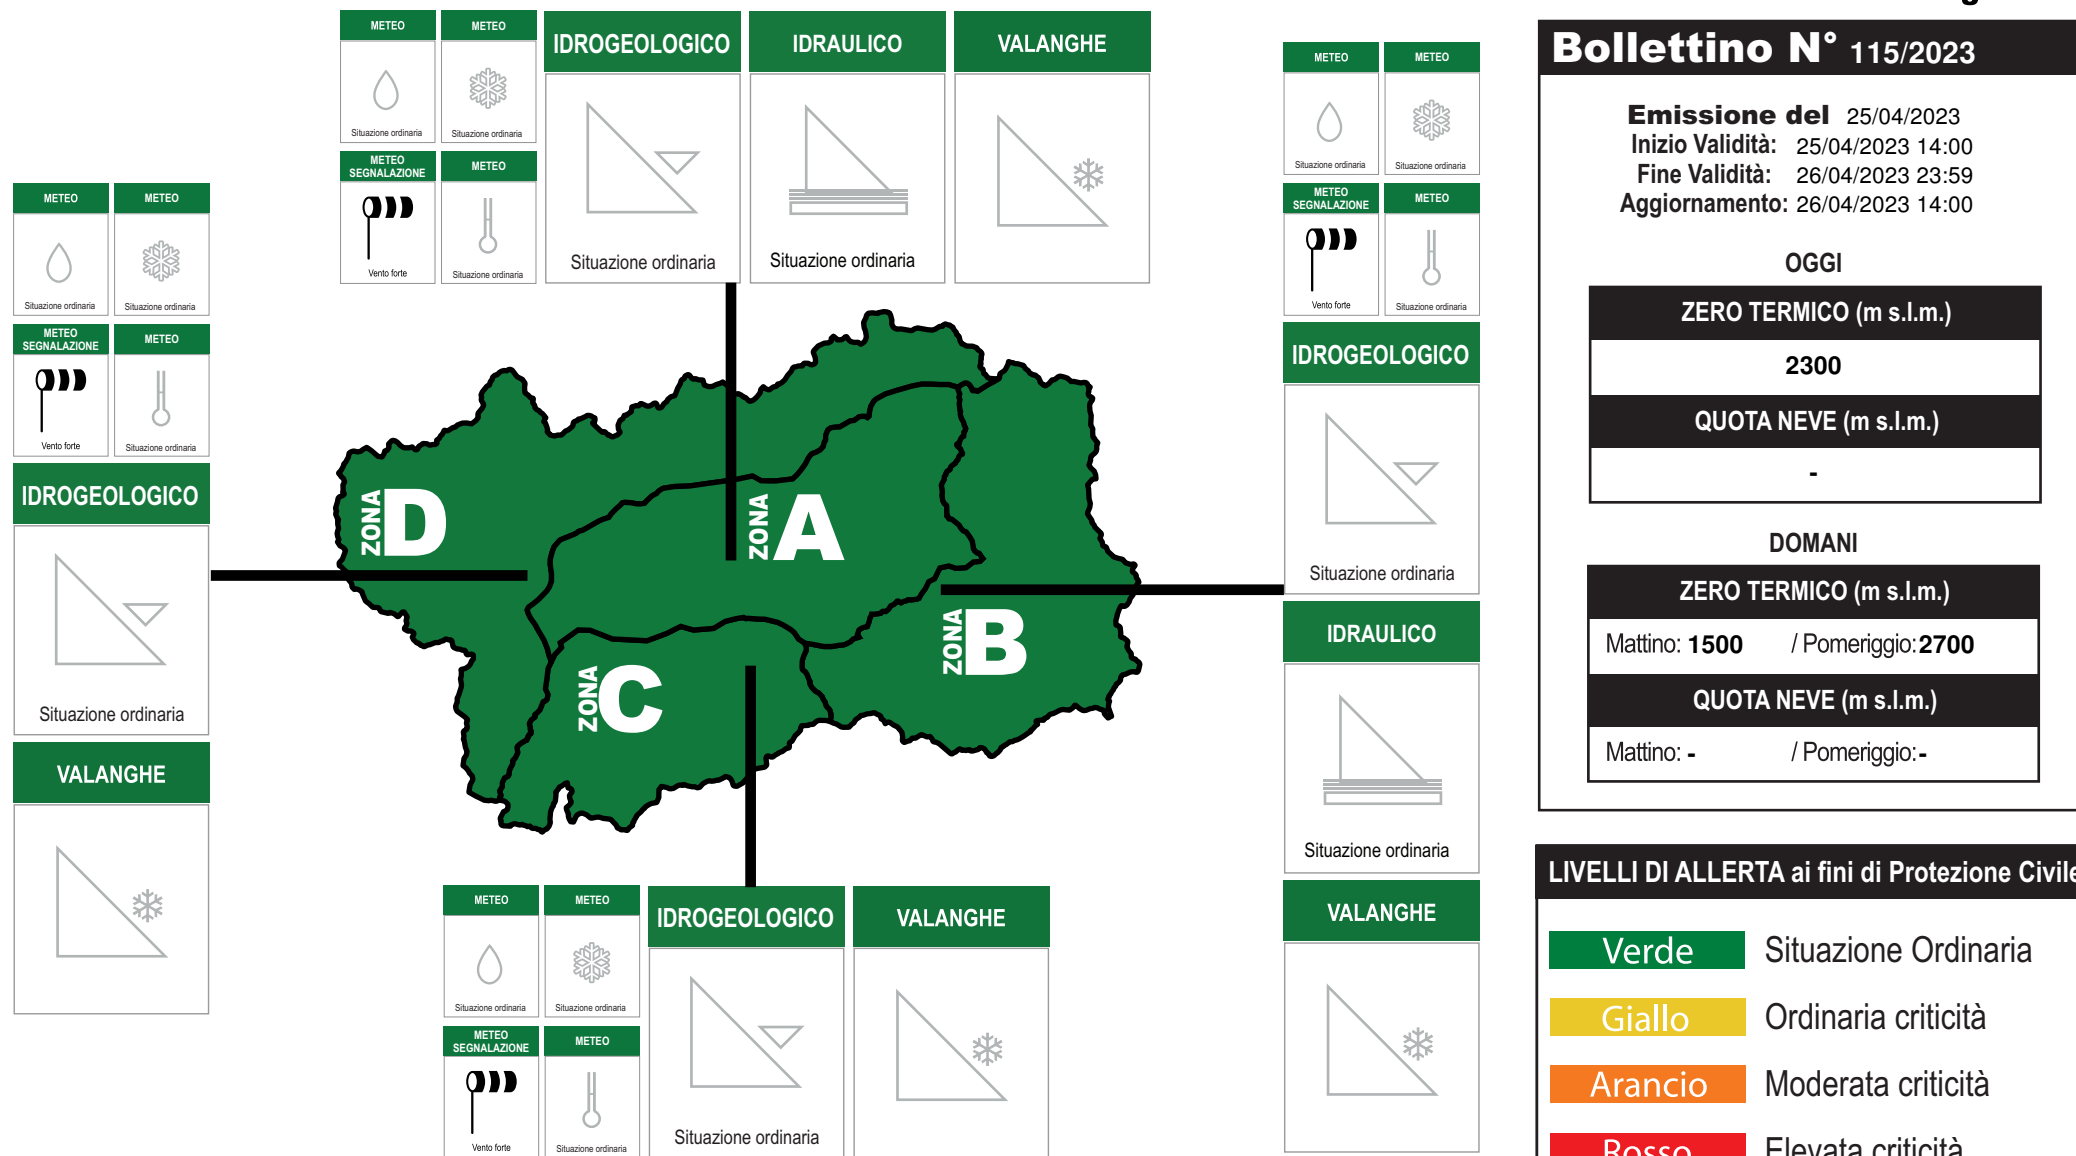 METEO
METEO
Situazione ordinaria
Situazione ordinaria
METEO
SEGNALAZIONE
METEO
Vento forte
Situazione ordinaria
IDROGEOLOGICO
Situazione ordinaria
IDRAULICO
Situazione ordinaria
VALANGHE
METEO
METEO
Situazione ordinaria
Situazione ordinaria
METEO
SEGNALAZIONE
METEO
Vento forte
Situazione ordinaria
IDROGEOLOGICO
Situazione ordinaria
VALANGHE
ZONA D
ZONA A
ZONA B
ZONA C
METEO
METEO
Situazione ordinaria
Situazione ordinaria
METEO
SEGNALAZIONE
METEO
Vento forte
Situazione ordinaria
IDROGEOLOGICO
Situazione ordinaria
IDRAULICO
Situazione ordinaria
VALANGHE
METEO
METEO
Situazione ordinaria
Situazione ordinaria
METEO
SEGNALAZIONE
METEO
Vento forte
Situazione ordinaria
IDROGEOLOGICO
Situazione ordinaria
VALANGHE
Bollettino N° 115/2023
Emissione del 25/04/2023
Inizio Validità: 25/04/2023 14:00
Fine Validità: 26/04/2023 23:59
Aggiornamento: 26/04/2023 14:00
OGGI
ZERO TERMICO (m s.l.m.)
2300
QUOTA NEVE (m s.l.m.)
-
DOMANI
ZERO TERMICO (m s.l.m.)
Mattino: 1500 / Pomeriggio: 2700
QUOTA NEVE (m s.l.m.)
Mattino: - / Pomeriggio: -
LIVELLI DI ALLERTA ai fini di Protezione Civile
Verde Situazione Ordinaria
Giallo Ordinaria criticità
Arancio Moderata criticità
Rosso Elevata criticità